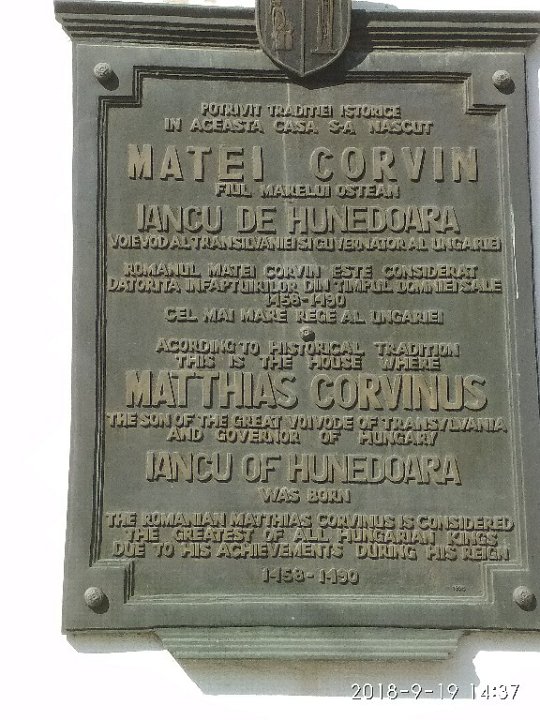 POTRIVIT TRADITIEI ISTORICE
IN ACEASTA CASA S-A NASCUT
MATEI CORVIN
FIUL MARELUI OSTEAN
IANCU DE HUNEDOARA
VOIEVOD AL TRANSILVANIEI SI GUVERNATOR AL UNGARIEI
ROMANUL MATEI CORVIN ESTE CONSIDERAT
DATORITA INFAPTUIRILOR DIN TIMPUL DOMNIEI SALE
1458-1490
CEL MAI MARE REGE AL UNGARIEI
ACORDING TO HISTORICAL TRADITION
THIS IS THE HOUSE WHERE
MATTHIAS CORVINUS
THE SON OF THE GREAT VOIVODE OF TRANSYLVANIA
AND GOVERNOR OF HUNGARY
IANCU OF HUNEDOARA
WAS BORN
THE ROMANIAN MATTHIAS CORVINUS IS CONSIDERED
THE GREATEST OF ALL HUNGARIAN KINGS
DUE TO HIS ACHIEVEMENTS DURING HIS REIGN
1458-1490
2018-9-19 14:37